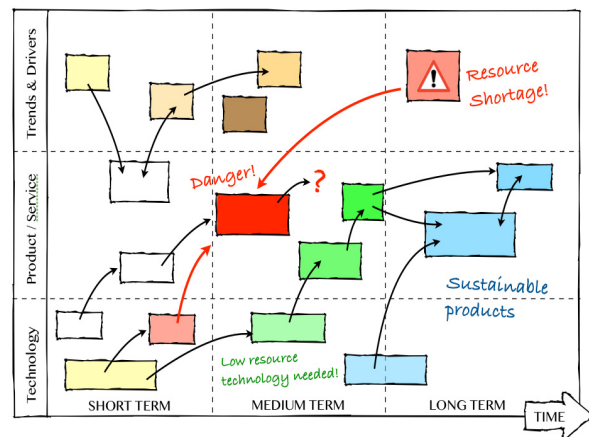 Trends & Drivers
Resource
Shortage!
Product / Service
Danger!
?
Sustainable
products
Technology
Low resource
technology needed!
SHORT TERM
MEDIUM TERM
LONG TERM
TIME